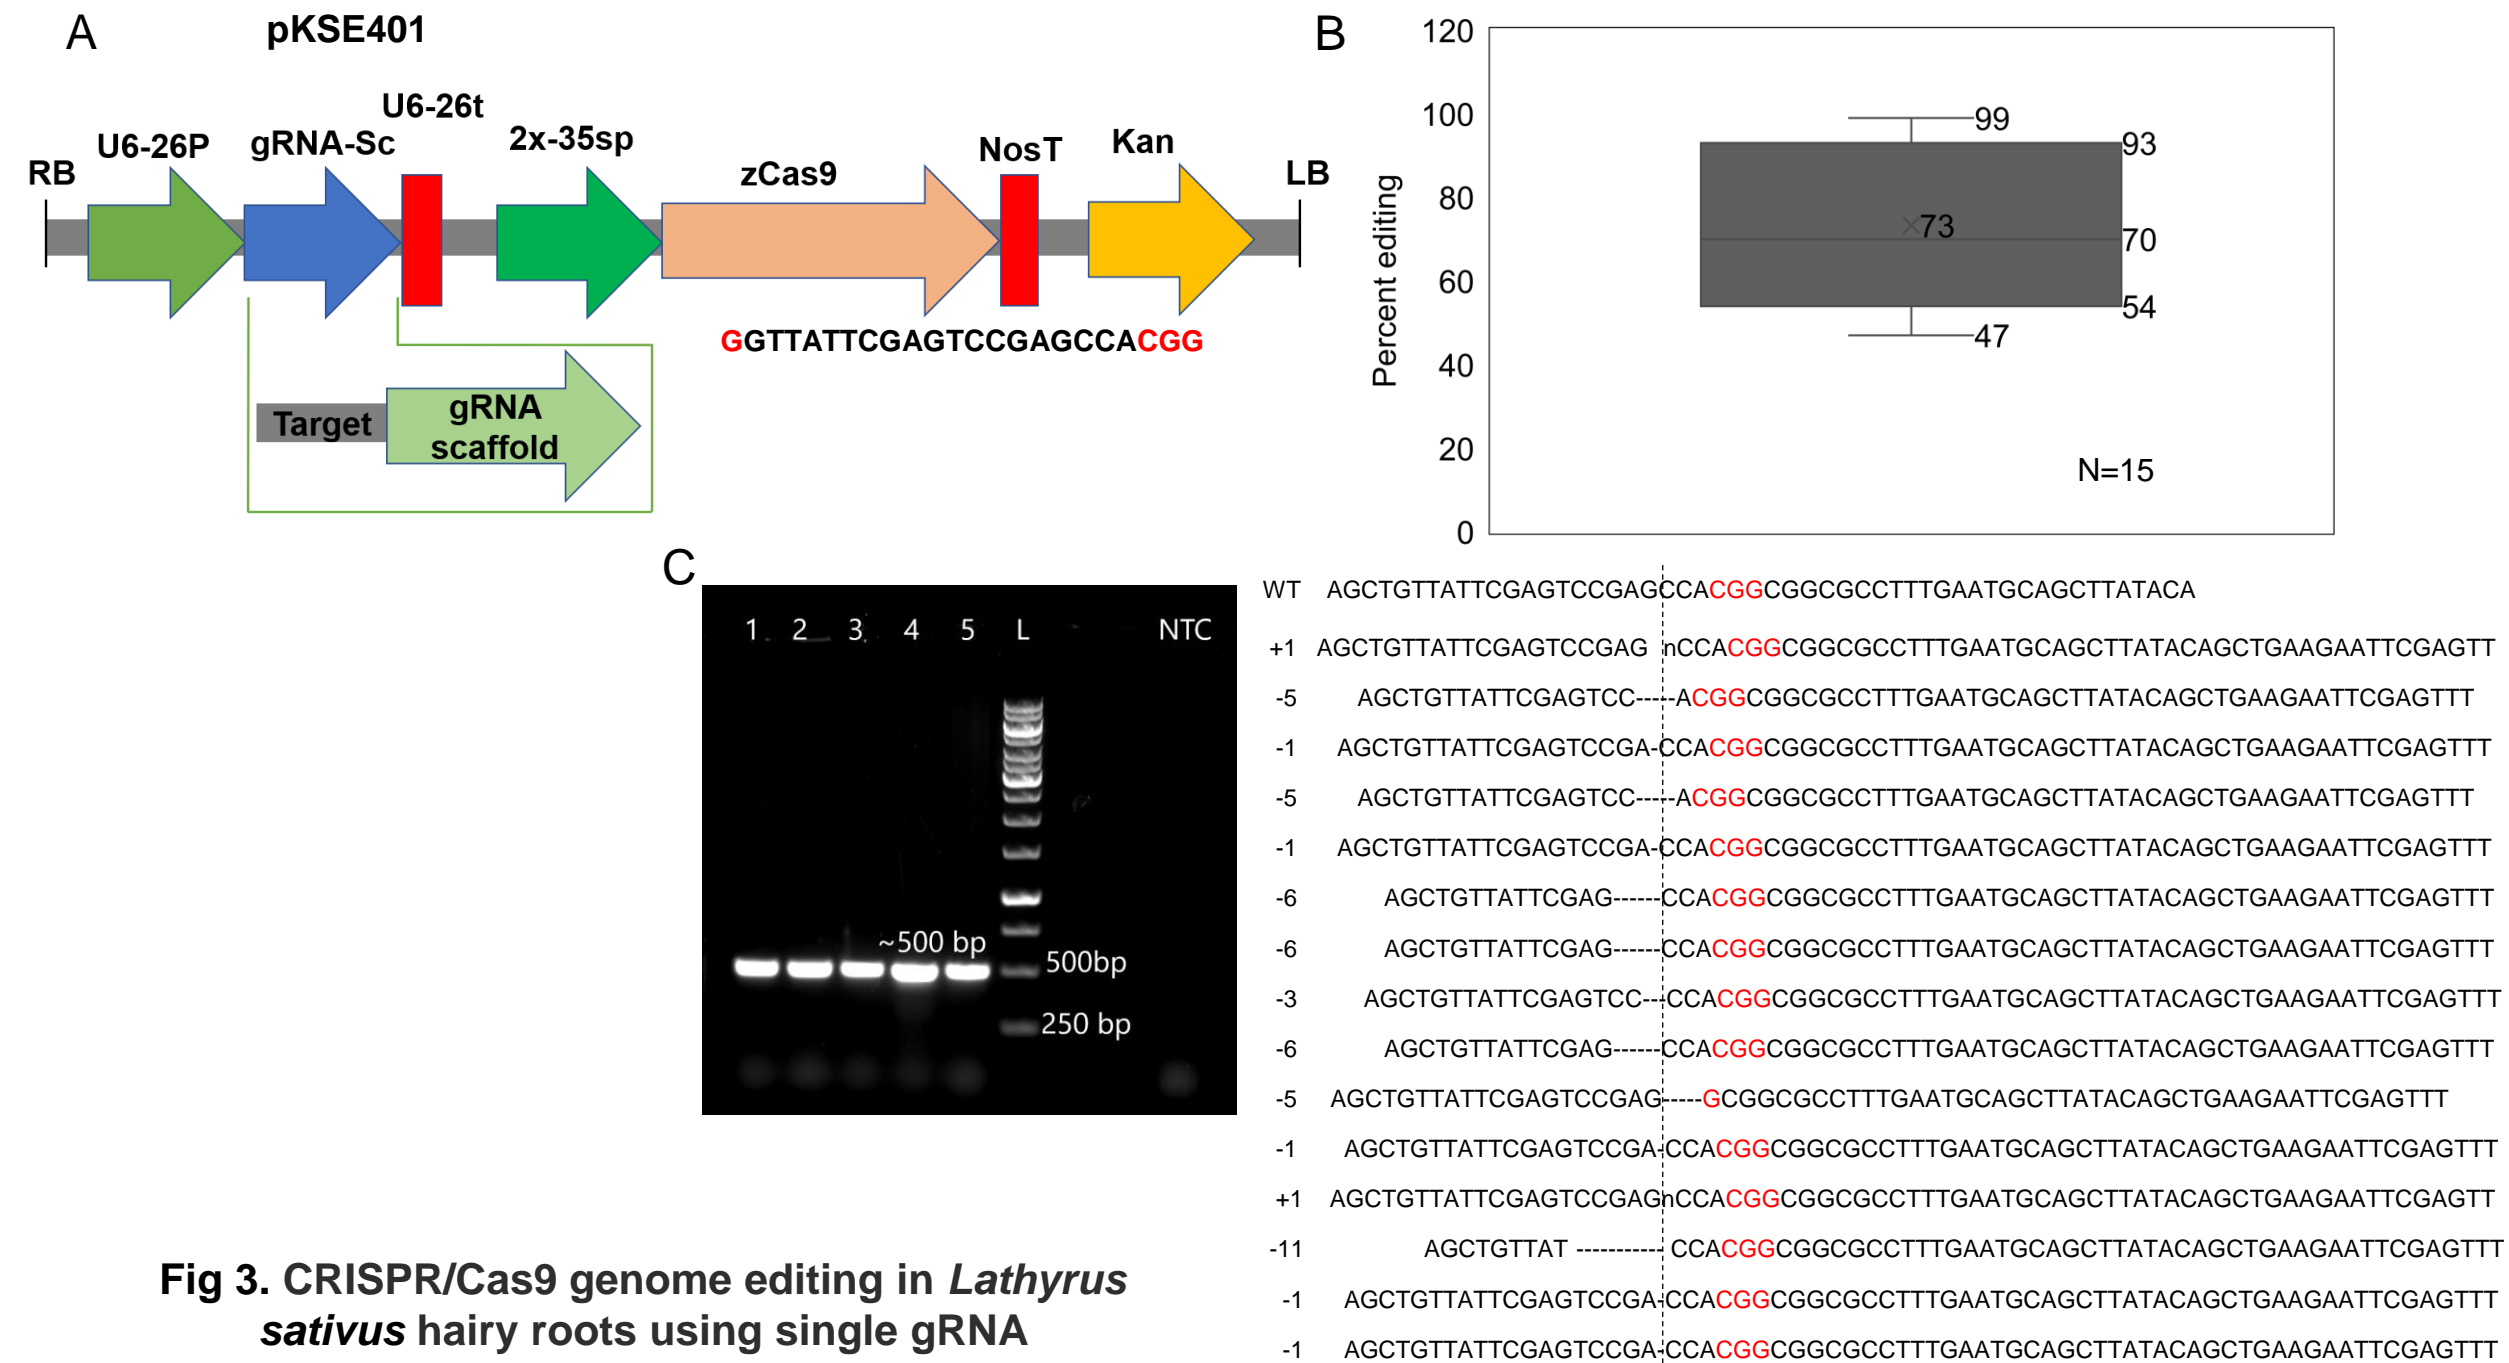 A
pKSE401
RB
U6-26P
gRNA-Sc
U6-26t
2x-35sp
zCas9
NosT
Kan
LB
GGTTATTCGAGTCCGAGCCACGG
Target
gRNA
scaffold
B
Percent editing
120
100
80
60
40
20
0
99
93
73
70
54
47
N=15
C
1 2 3 4 5 L NTC
~500 bp
500bp
250 bp
WT AGCTGTTATTCGAGTCCGAGCCACGGCGGCGCCTTTGAATGCAGCTTATACA
+1 AGCTGTTATTCGAGTCCGAG nCCACGGCGGCGCCTTTGAATGCAGCTTATACAGCTGAAGAATTCGAGTT
-5 AGCTGTTATTCGAGTCC-----ACGGCGGCGCCTTTGAATGCAGCTTATACAGCTGAAGAATTCGAGTTT
-1 AGCTGTTATTCGAGTCCGA-CCACGGCGGCGCCTTTGAATGCAGCTTATACAGCTGAAGAATTCGAGTTT
-5 AGCTGTTATTCGAGTCC-----ACGGCGGCGCCTTTGAATGCAGCTTATACAGCTGAAGAATTCGAGTTT
-1 AGCTGTTATTCGAGTCCGA-CCACGGCGGCGCCTTTGAATGCAGCTTATACAGCTGAAGAATTCGAGTTT
-6 AGCTGTTATTCGAG------CCACGGCGGCGCCTTTGAATGCAGCTTATACAGCTGAAGAATTCGAGTTT
-6 AGCTGTTATTCGAG------CCACGGCGGCGCCTTTGAATGCAGCTTATACAGCTGAAGAATTCGAGTTT
-3 AGCTGTTATTCGAGTCC---CCACGGCGGCGCCTTTGAATGCAGCTTATACAGCTGAAGAATTCGAGTTT
-6 AGCTGTTATTCGAG------CCACGGCGGCGCCTTTGAATGCAGCTTATACAGCTGAAGAATTCGAGTTT
-5 AGCTGTTATTCGAGTCCGAG-----GCGGCGCCTTTGAATGCAGCTTATACAGCTGAAGAATTCGAGTTT
-1 AGCTGTTATTCGAGTCCGA-CCACGGCGGCGCCTTTGAATGCAGCTTATACAGCTGAAGAATTCGAGTTT
+1 AGCTGTTATTCGAGTCCGAGnCCACGGCGGCGCCTTTGAATGCAGCTTATACAGCTGAAGAATTCGAGTT
-11 AGCTGTTAT ----------- CCACGGCGGCGCCTTTGAATGCAGCTTATACAGCTGAAGAATTCGAGTTT
-1 AGCTGTTATTCGAGTCCGA-CCACGGCGGCGCCTTTGAATGCAGCTTATACAGCTGAAGAATTCGAGTTT
-1 AGCTGTTATTCGAGTCCGA-CCACGGCGGCGCCTTTGAATGCAGCTTATACAGCTGAAGAATTCGAGTTT
Fig 3. CRISPR/Cas9 genome editing in Lathyrus
sativus hairy roots using single gRNA